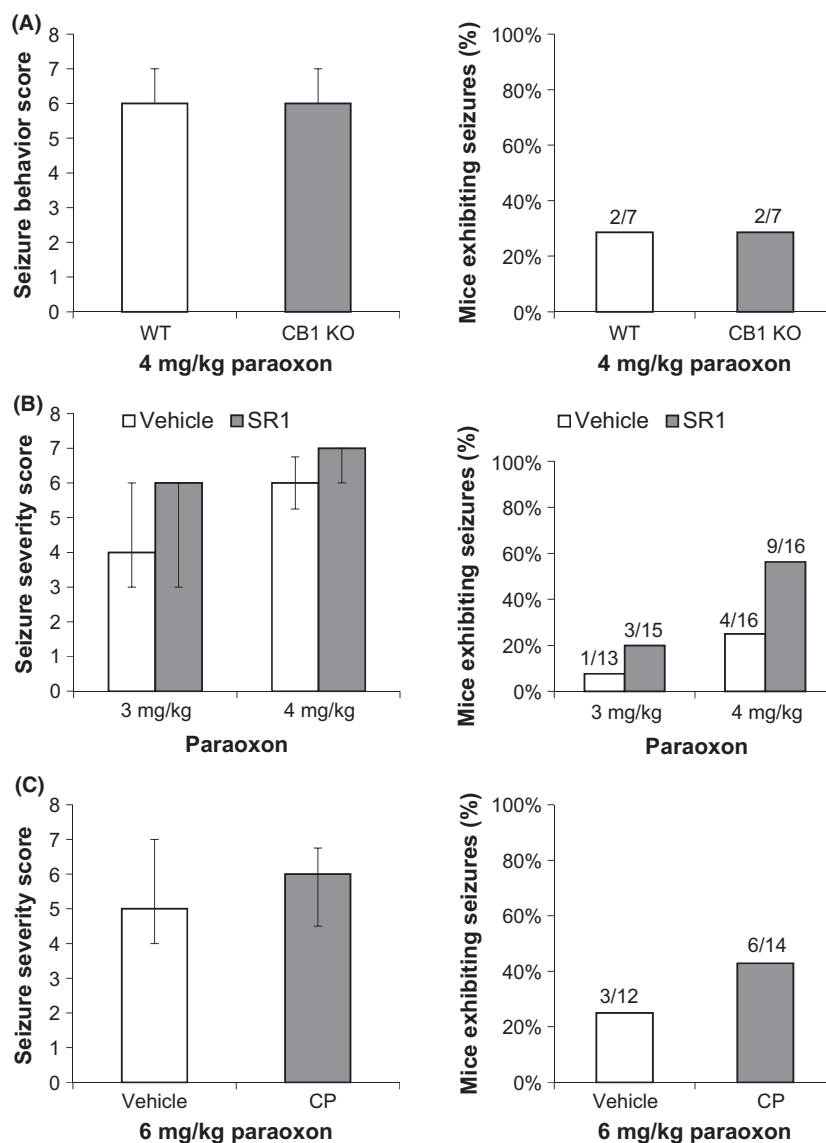 (A)
Seizure behavior score
8
7
6
5
4
3
2
1
0
WT
CB1 KO
4 mg/kg paraoxon
Mice exhibiting seizures (%)
100%
80%
60%
40%
20%
0%
2/7
2/7
WT
CB1 KO
4 mg/kg paraoxon
(B)
Vehicle
SR1
Seizure severity score
8
7
6
5
4
3
2
1
0
3 mg/kg
4 mg/kg
Paraoxon
Mice exhibiting seizures (%)
Vehicle
SR1
100%
80%
60%
40%
20%
0%
1/13
3/15
4/16
9/16
3 mg/kg
4 mg/kg
Paraoxon
(C)
Seizure severity score
8
7
6
5
4
3
2
1
0
Vehicle
CP
6 mg/kg paraoxon
Mice exhibiting seizures (%)
100%
80%
60%
40%
20%
0%
3/12
6/14
Vehicle
CP
6 mg/kg paraoxon